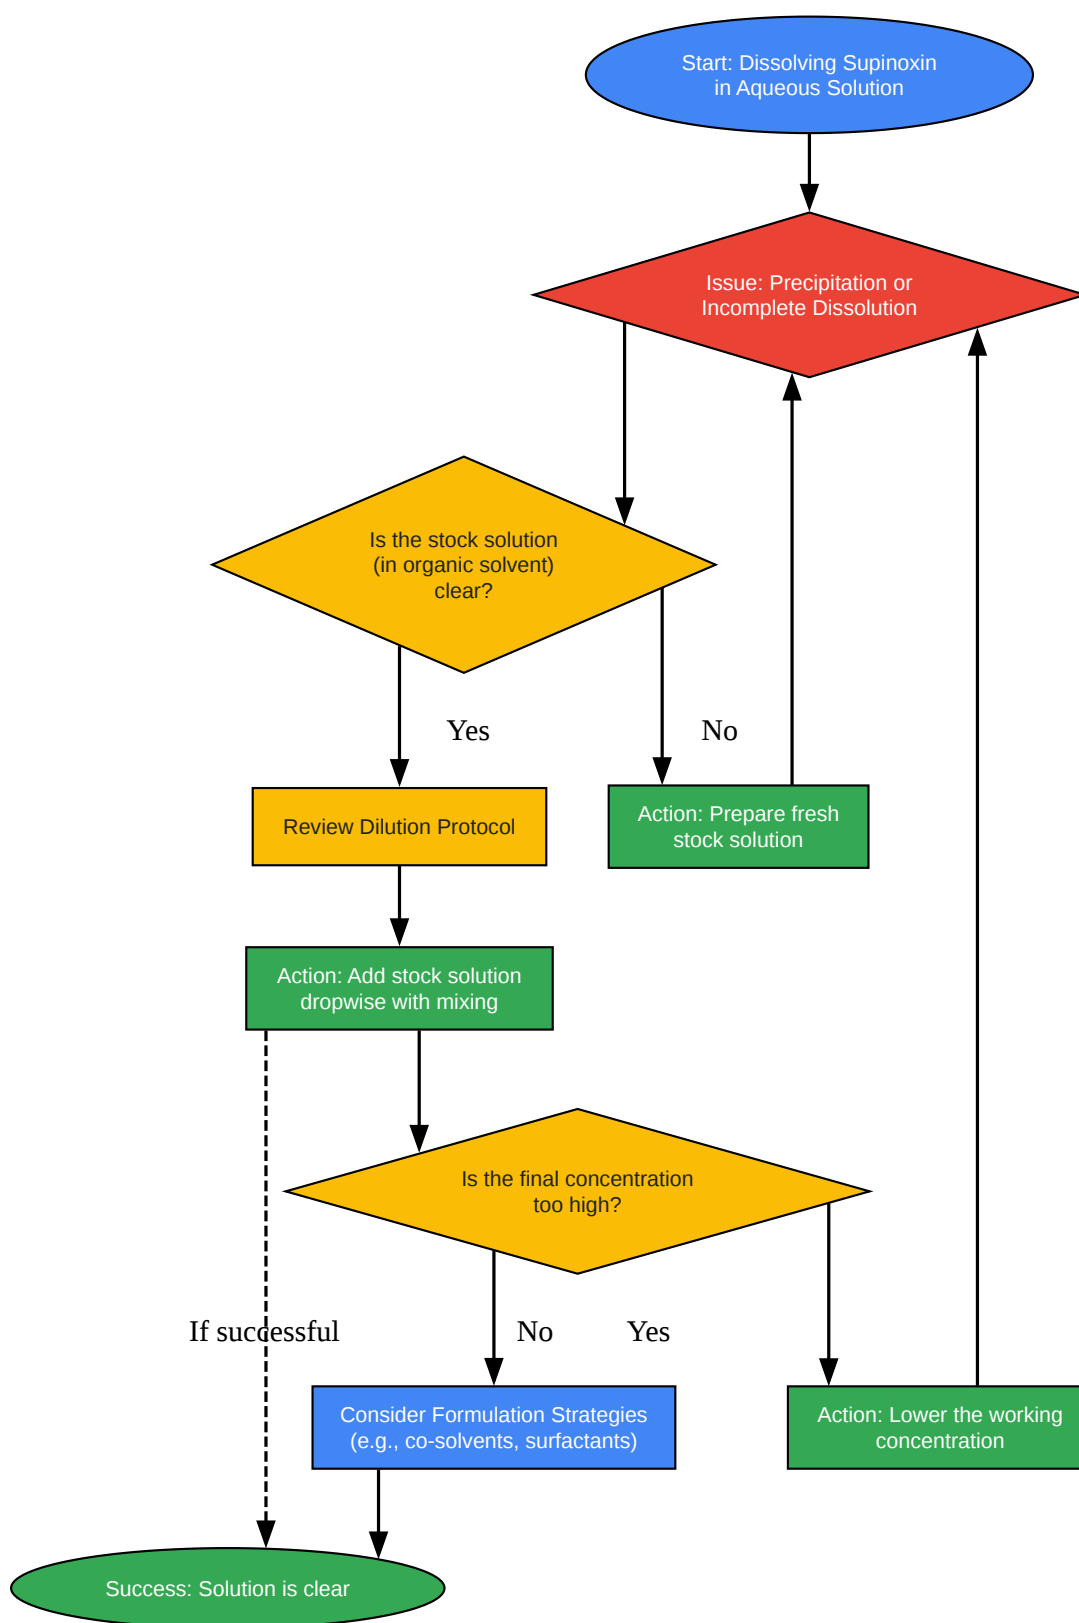 Start: Dissolving Supinoxin
in Aqueous Solution
Issue: Precipitation or
Incomplete Dissolution
Is the stock solution
(in organic solvent)
clear?
Yes
No
Review Dilution Protocol
Action: Prepare fresh
stock solution
Action: Add stock solution
dropwise with mixing
Is the final concentration
too high?
If successful
No
Yes
Consider Formulation Strategies
(e.g., co-solvents, surfactants)
Action: Lower the working
concentration
Success: Solution is clear